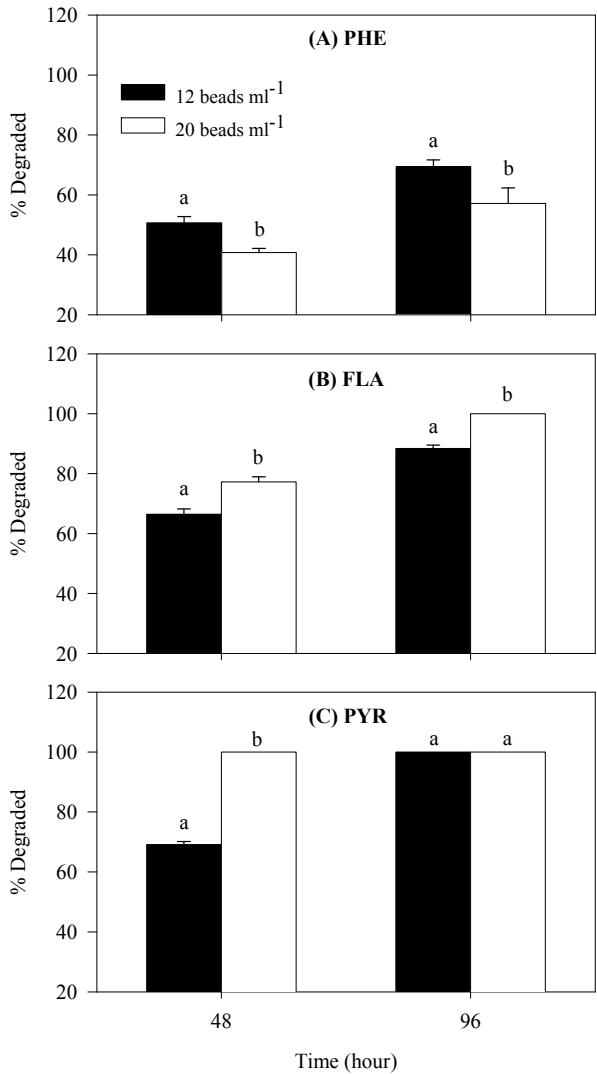 (A) PHE
120
100
80
60
40
20
% Degraded
12 beads ml-1
20 beads ml-1
a
b
a
b
(B) FLA
120
100
80
60
40
20
% Degraded
a
b
a
b
(C) PYR
120
100
80
60
40
20
% Degraded
a
b
a
a
48
96
Time (hour)